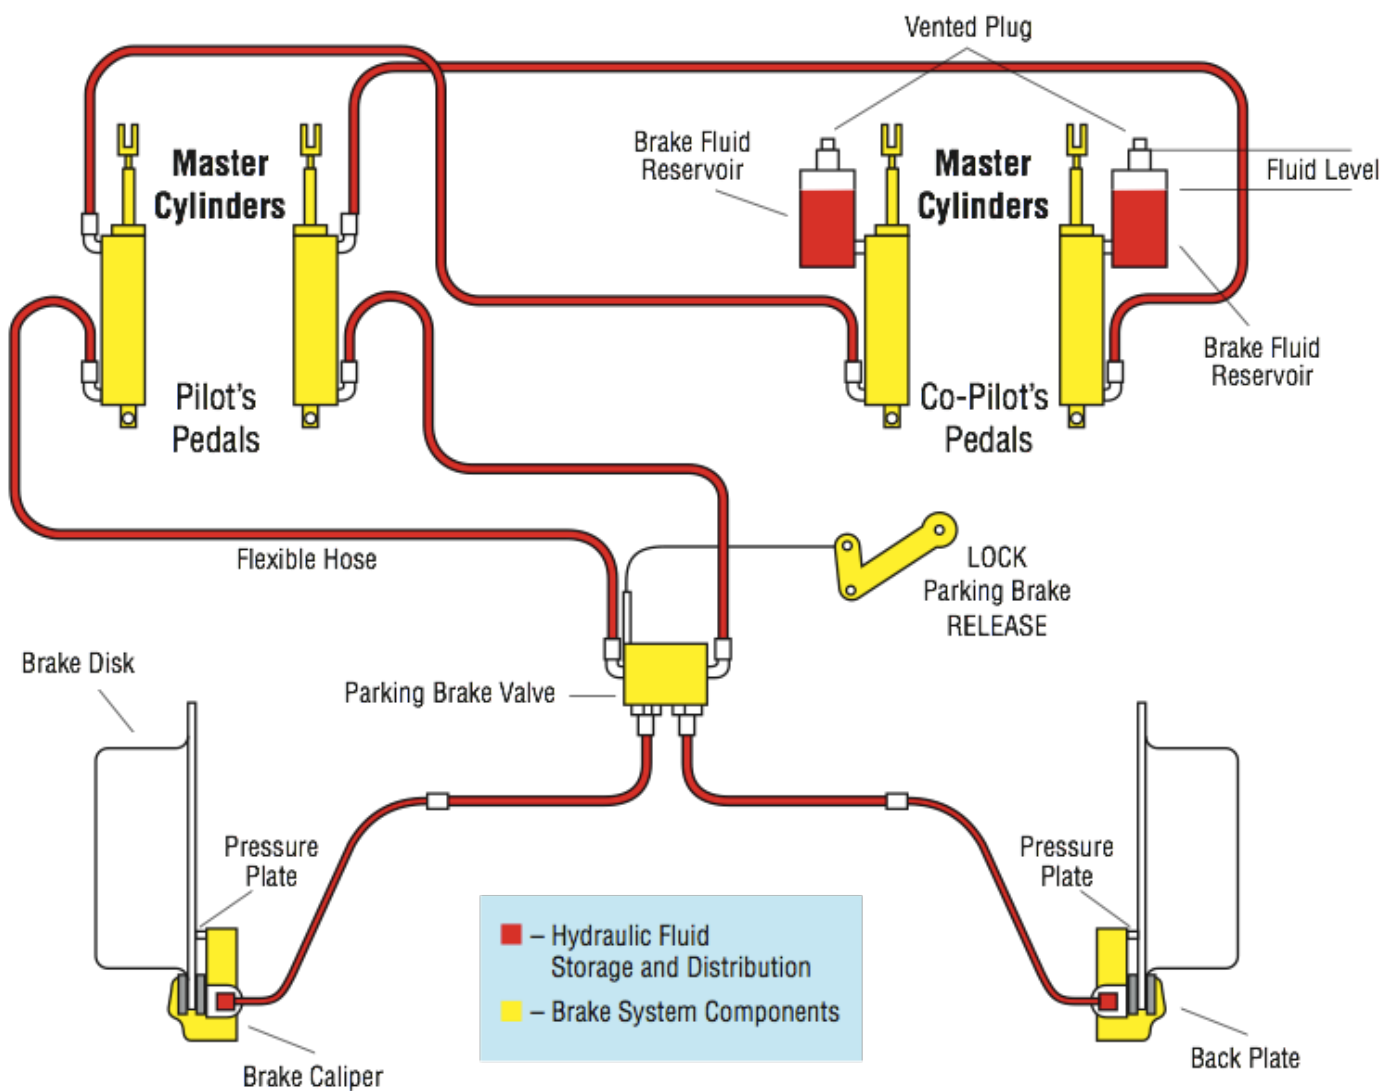 Vented Plug
Brake Fluid
Reservoir
Master
Cylinders
Master
Cylinders
Fluid Level
Brake Fluid
Reservoir
Pilot's
Pedals
Co-Pilot's
Pedals
Flexible Hose
LOCK
Parking Brake
RELEASE
Brake Disk
Parking Brake Valve
Pressure
Plate
Pressure
Plate
– Hydraulic Fluid
Storage and Distribution
– Brake System Components
Brake Caliper
Back Plate